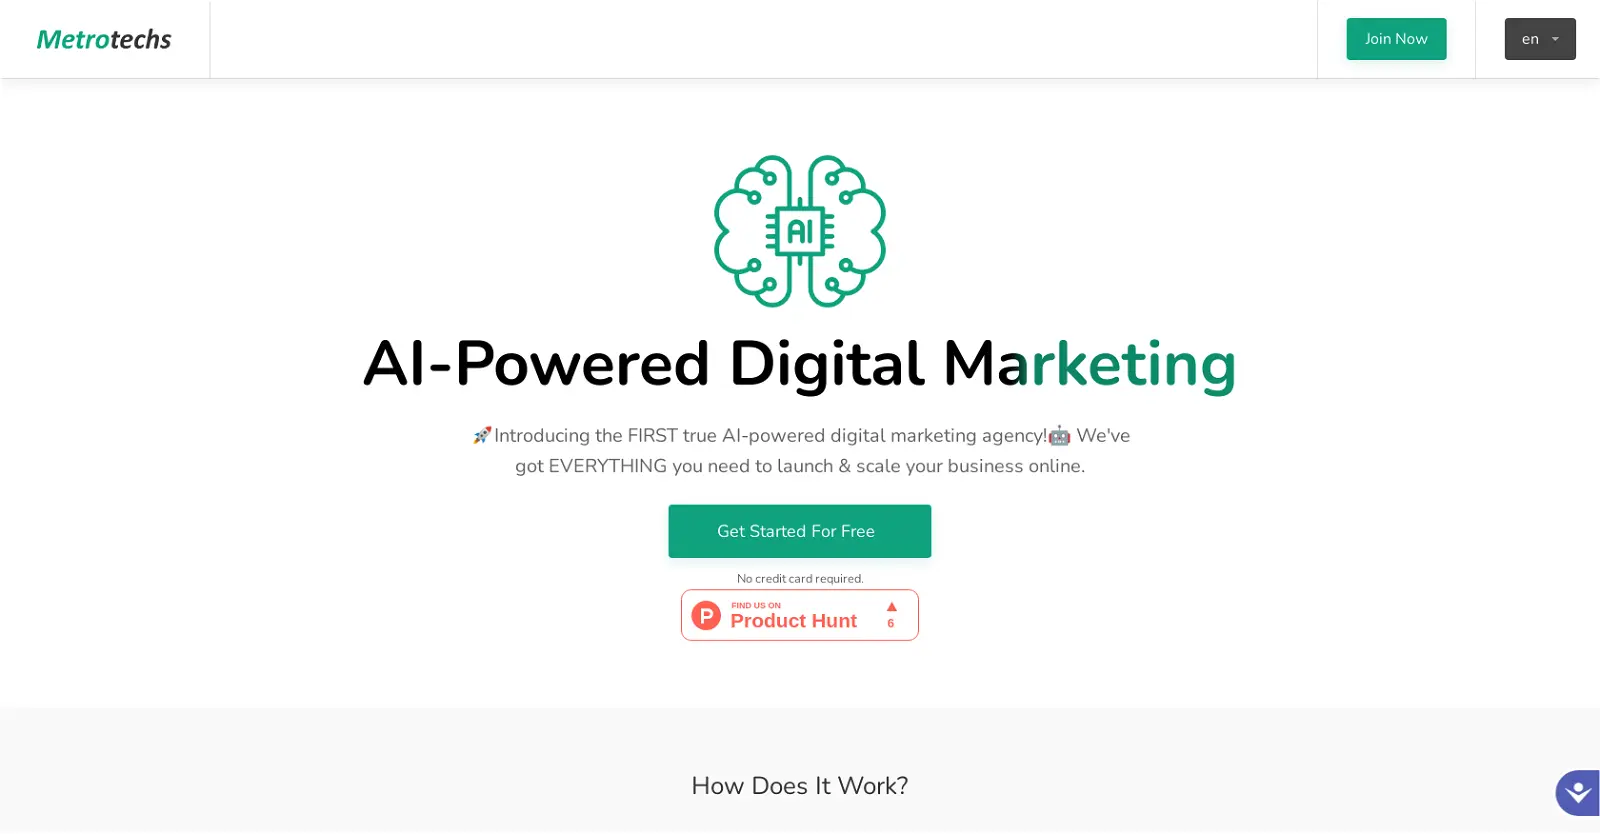 Metrotechs
Join Now
en
AI
AI-Powered Digital Marketing
🚀Introducing the FIRST true AI-powered digital marketing agency!🤖 We've
got EVERYTHING you need to launch & scale your business online.
Get Started For Free
No credit card required.
P
FIND US ON
Product Hunt
▲
6
How Does It Work?